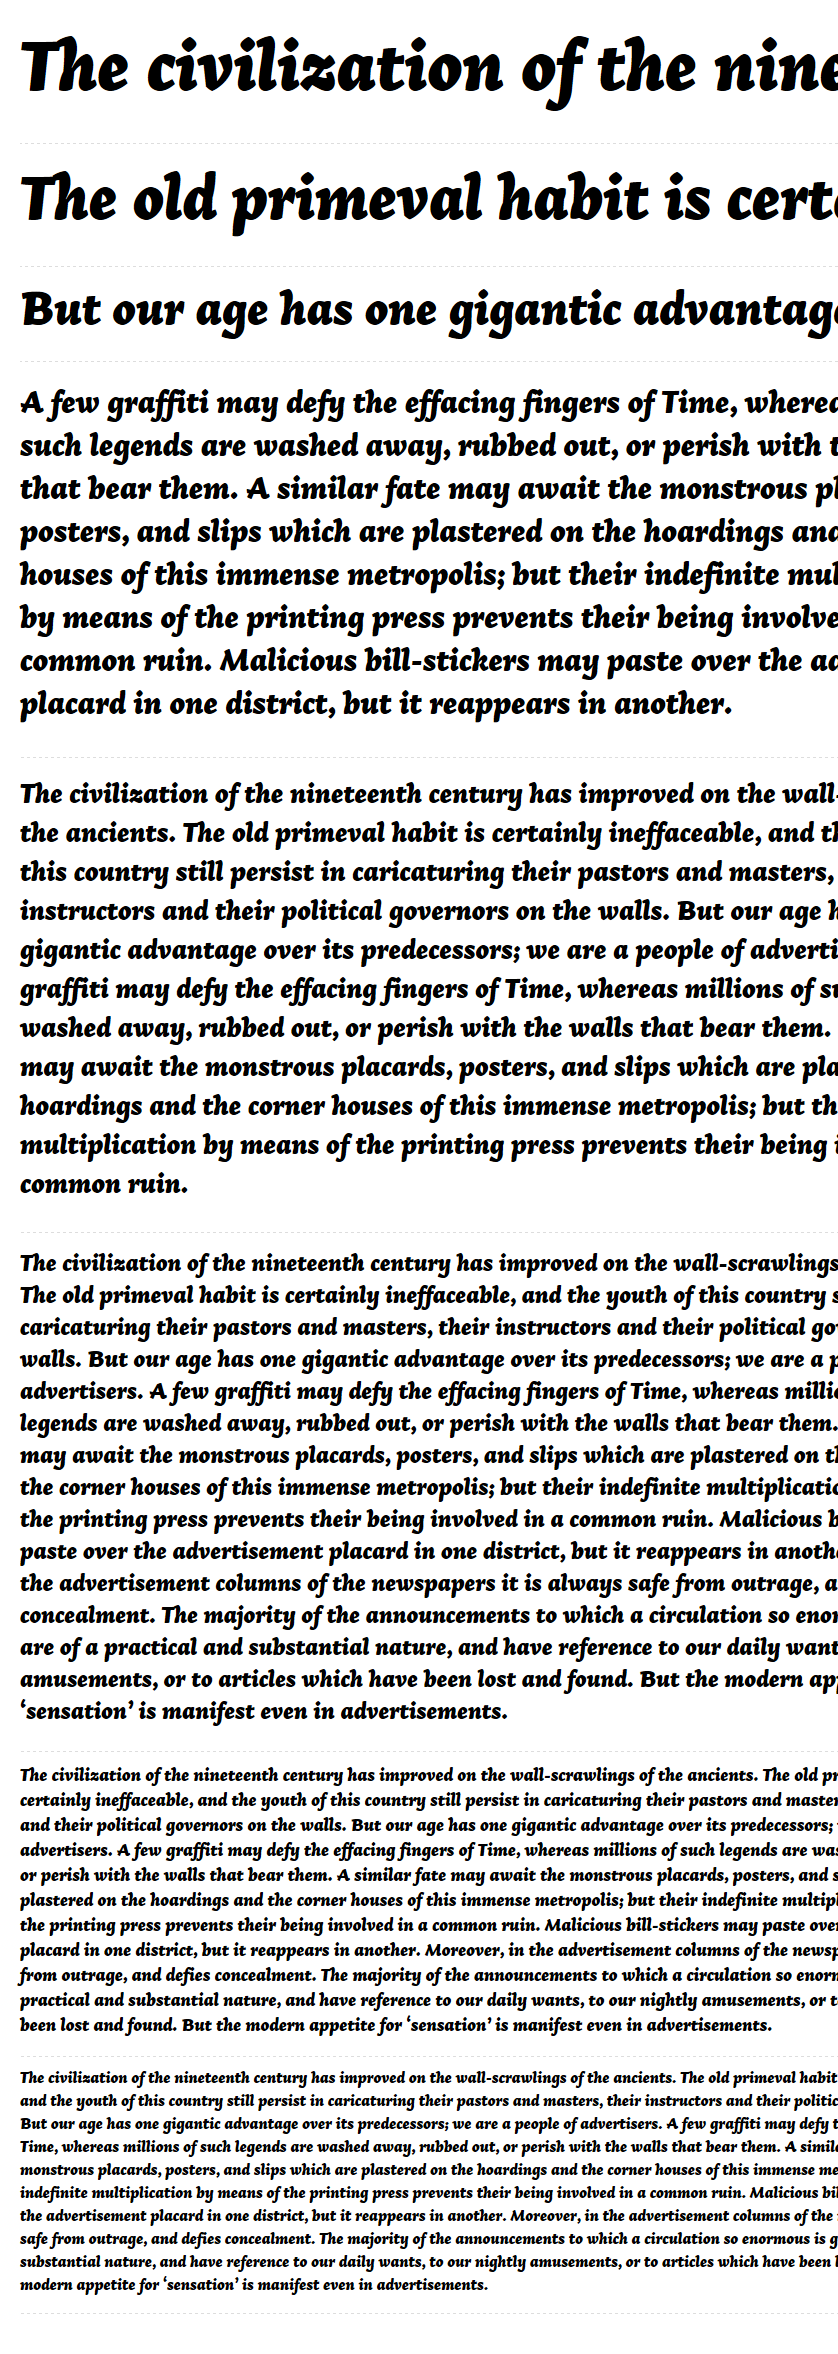 The civilization of the nine
The old primeval habit is certa
But our age has one gigantic advantage
A few graffiti may defy the effacing fingers of Time, wherea
such legends are washed away, rubbed out, or perish with t
that bear them. A similar fate may await the monstrous pl
posters, and slips which are plastered on the hoardings and
houses of this immense metropolis; but their indefinite mul
by means of the printing press prevents their being involve
common ruin. Malicious bill-stickers may paste over the ad
placard in one district, but it reappears in another.
The civilization of the nineteenth century has improved on the wall-
the ancients. The old primeval habit is certainly ineffaceable, and th
this country still persist in caricaturing their pastors and masters,
instructors and their political governors on the walls. But our age h
gigantic advantage over its predecessors; we are a people of adverti
graffiti may defy the effacing fingers of Time, whereas millions of su
washed away, rubbed out, or perish with the walls that bear them.
may await the monstrous placards, posters, and slips which are pla
hoardings and the corner houses of this immense metropolis; but th
multiplication by means of the printing press prevents their being i
common ruin.
The civilization of the nineteenth century has improved on the wall-scrawlings
The old primeval habit is certainly ineffaceable, and the youth of this country s
caricaturing their pastors and masters, their instructors and their political gov
walls. But our age has one gigantic advantage over its predecessors; we are a p
advertisers. A few graffiti may defy the effacing fingers of Time, whereas millio
legends are washed away, rubbed out, or perish with the walls that bear them.
may await the monstrous placards, posters, and slips which are plastered on th
the corner houses of this immense metropolis; but their indefinite multiplicatio
the printing press prevents their being involved in a common ruin. Malicious b
paste over the advertisement placard in one district, but it reappears in anothe
the advertisement columns of the newspapers it is always safe from outrage, a
concealment. The majority of the announcements to which a circulation so enor
are of a practical and substantial nature, and have reference to our daily want
amusements, or to articles which have been lost and found. But the modern app
‘sensation’ is manifest even in advertisements.
The civilization of the nineteenth century has improved on the wall-scrawlings of the ancients. The old pr
certainly ineffaceable, and the youth of this country still persist in caricaturing their pastors and master
and their political governors on the walls. But our age has one gigantic advantage over its predecessors; w
advertisers. A few graffiti may defy the effacing fingers of Time, whereas millions of such legends are was
or perish with the walls that bear them. A similar fate may await the monstrous placards, posters, and s
plastered on the hoardings and the corner houses of this immense metropolis; but their indefinite multipl
the printing press prevents their being involved in a common ruin. Malicious bill-stickers may paste over
placard in one district, but it reappears in another. Moreover, in the advertisement columns of the newsp
from outrage, and defies concealment. The majority of the announcements to which a circulation so enorm
practical and substantial nature, and have reference to our daily wants, to our nightly amusements, or to
been lost and found. But the modern appetite for ‘sensation’ is manifest even in advertisements.
The civilization of the nineteenth century has improved on the wall-scrawlings of the ancients. The old primeval habit
and the youth of this country still persist in caricaturing their pastors and masters, their instructors and their politic
But our age has one gigantic advantage over its predecessors; we are a people of advertisers. A few graffiti may defy t
Time, whereas millions of such legends are washed away, rubbed out, or perish with the walls that bear them. A simila
monstrous placards, posters, and slips which are plastered on the hoardings and the corner houses of this immense me
indefinite multiplication by means of the printing press prevents their being involved in a common ruin. Malicious bil
the advertisement placard in one district, but it reappears in another. Moreover, in the advertisement columns of the
safe from outrage, and defies concealment. The majority of the announcements to which a circulation so enormous is g
substantial nature, and have reference to our daily wants, to our nightly amusements, or to articles which have been l
modern appetite for ‘sensation’ is manifest even in advertisements.